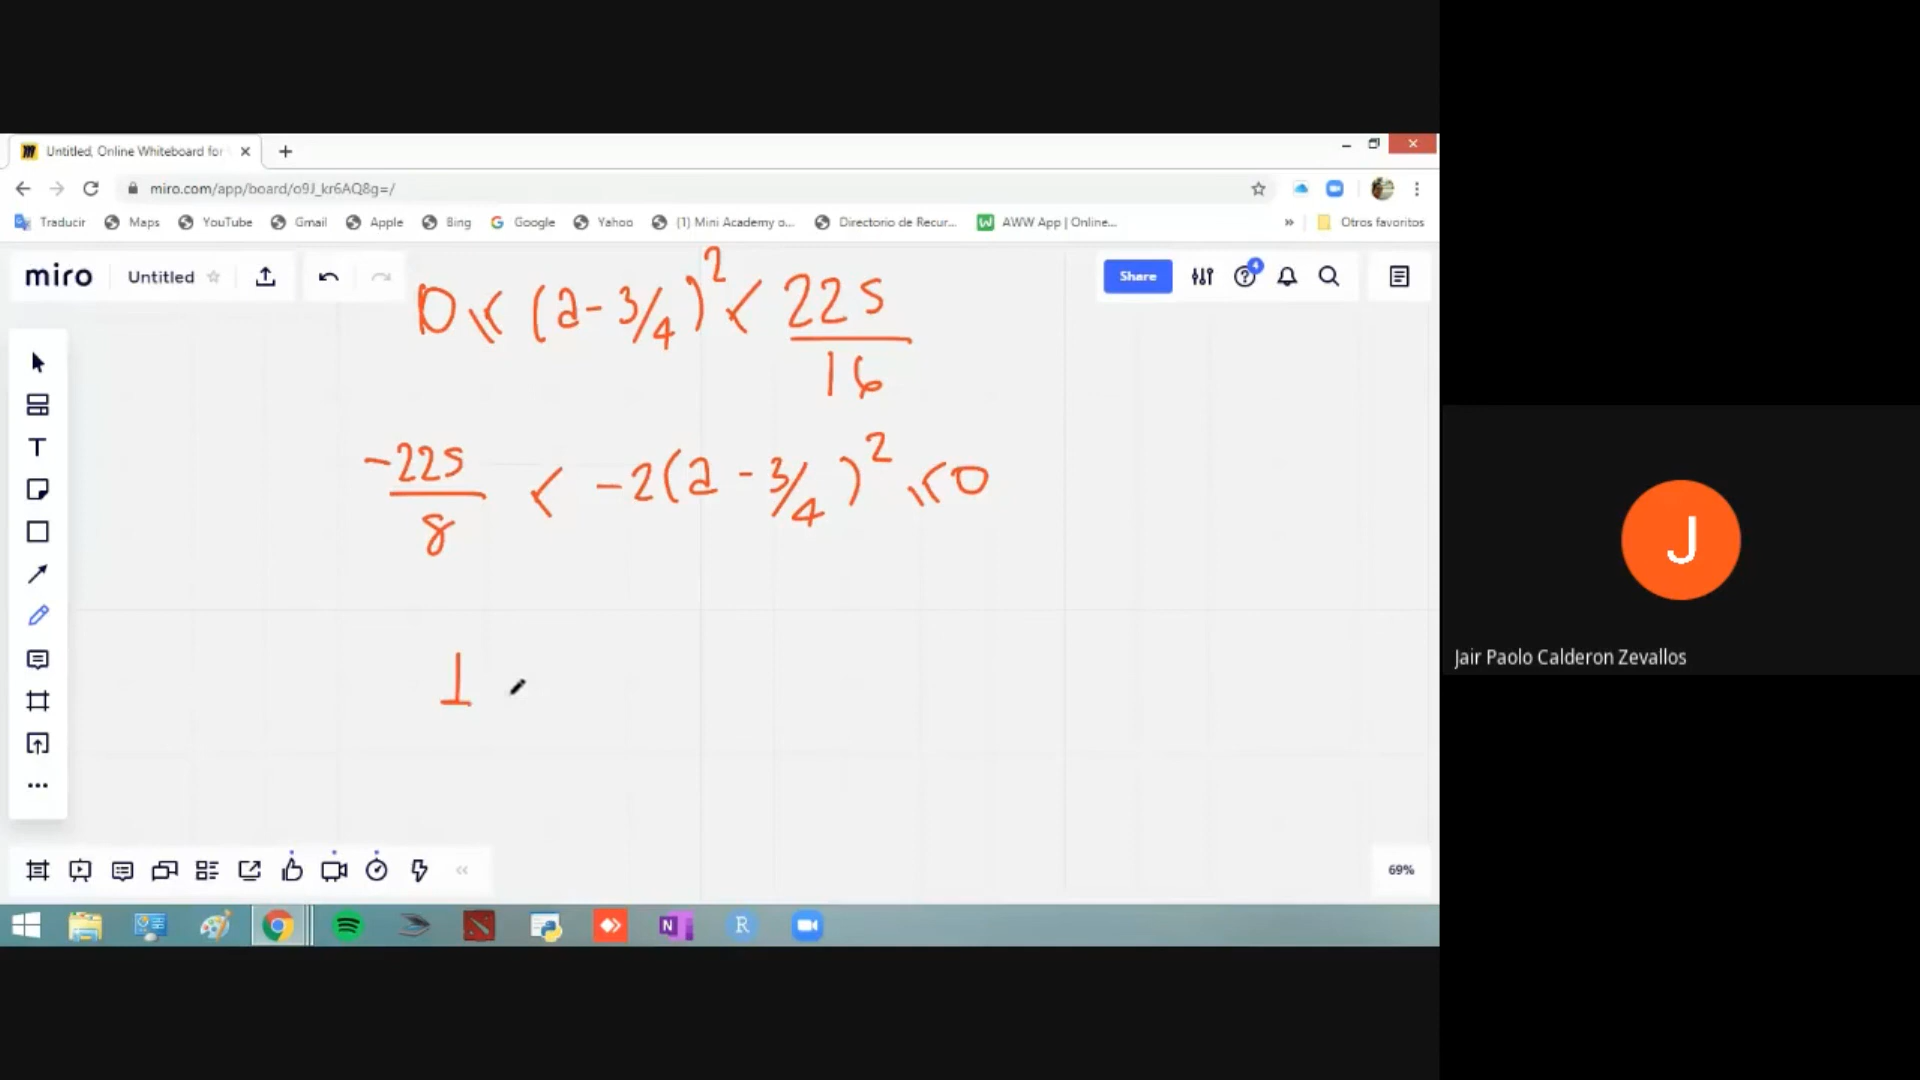 Untitled, Online Whiteboard for
miro.com/app/board/o9J_kr6AQ8g=/
Traducir Maps YouTube Gmail Apple Bing Google Yahoo (1) Mini Academy o... Directorio de Recur... AWW App | Online... » Otros favoritos
miro Untitled Share 4
0 ≤ (a - 3/4)² < 225/16
-225/8 < -2(a - 3/4)² ≤ 0
1
J
Jair Paolo Calderon Zevallos
T
69%
N R